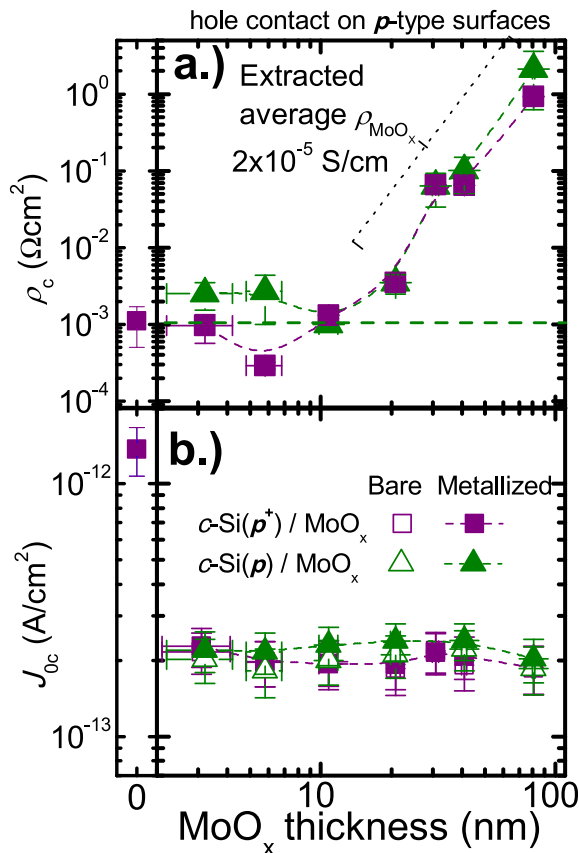 hole contact on p-type surfaces
a.)
Extracted
average ρMoOx
2x10⁻⁵ S/cm
ρc (Ωcm²)
10⁰
10⁻¹
10⁻²
10⁻³
10⁻⁴
b.)
Bare Metallized
c-Si(p⁺) / MoOx
c-Si(p) / MoOx
J0c (A/cm²)
10⁻¹²
10⁻¹³
0 10 100
MoOx thickness (nm)